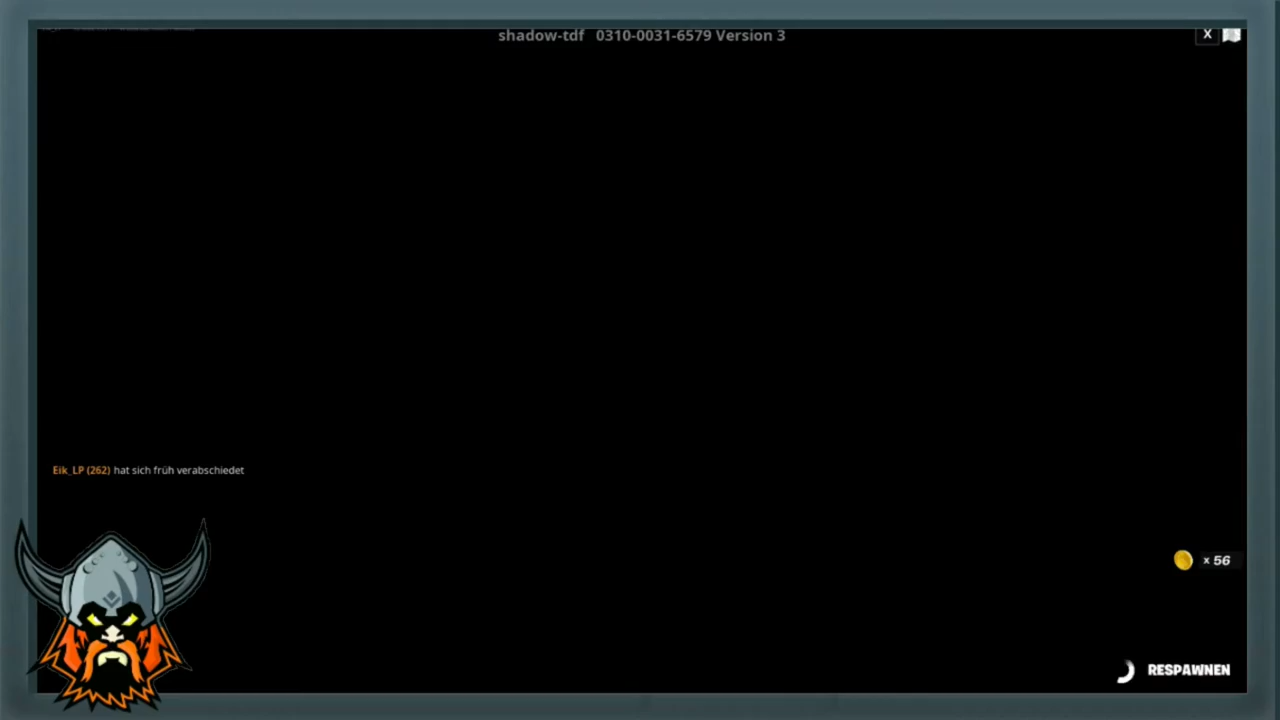 shadow-tdf 0310-0031-6579 Version 3
X
Eik_LP (262) hat sich früh verabschiedet
x 56
RESPAWNEN